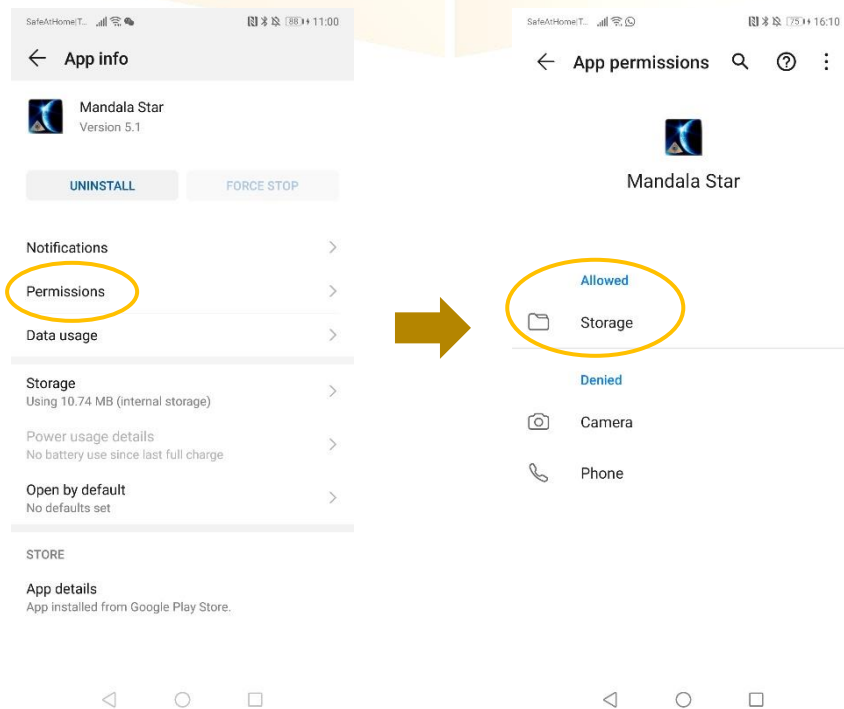 SafeAtHome|T... 88 11:00
App info
Mandala Star
Version 5.1
UNINSTALL FORCE STOP
Notifications
Permissions
Data usage
Storage
Using 10.74 MB (internal storage)
Power usage details
No battery use since last full charge
Open by default
No defaults set
STORE
App details
App installed from Google Play Store.
SafeAtHome|T... 75 16:10
App permissions
Mandala Star
Allowed
Storage
Denied
Camera
Phone